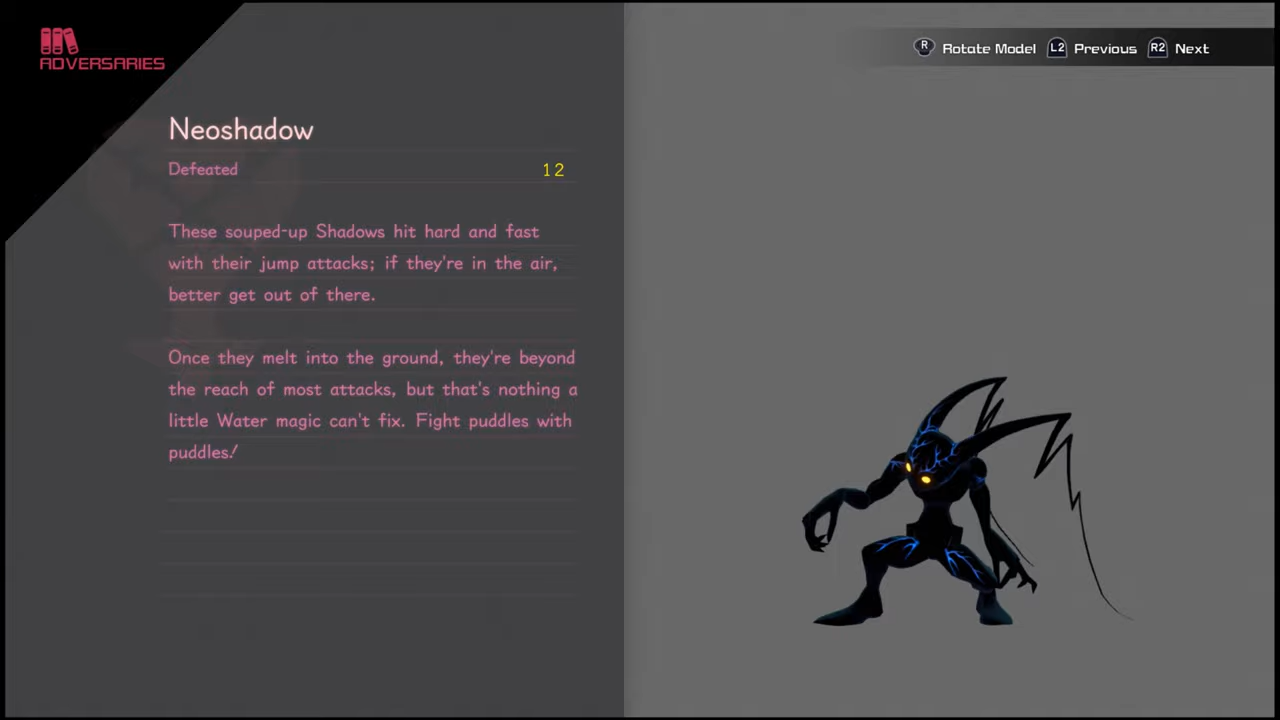 ADVERSARIES
R Rotate Model L2 Previous R2 Next
Neoshadow
Defeated 12
These souped-up Shadows hit hard and fast
with their jump attacks; if they're in the air,
better get out of there.
Once they melt into the ground, they're beyond
the reach of most attacks, but that's nothing a
little Water magic can't fix. Fight puddles with
puddles!